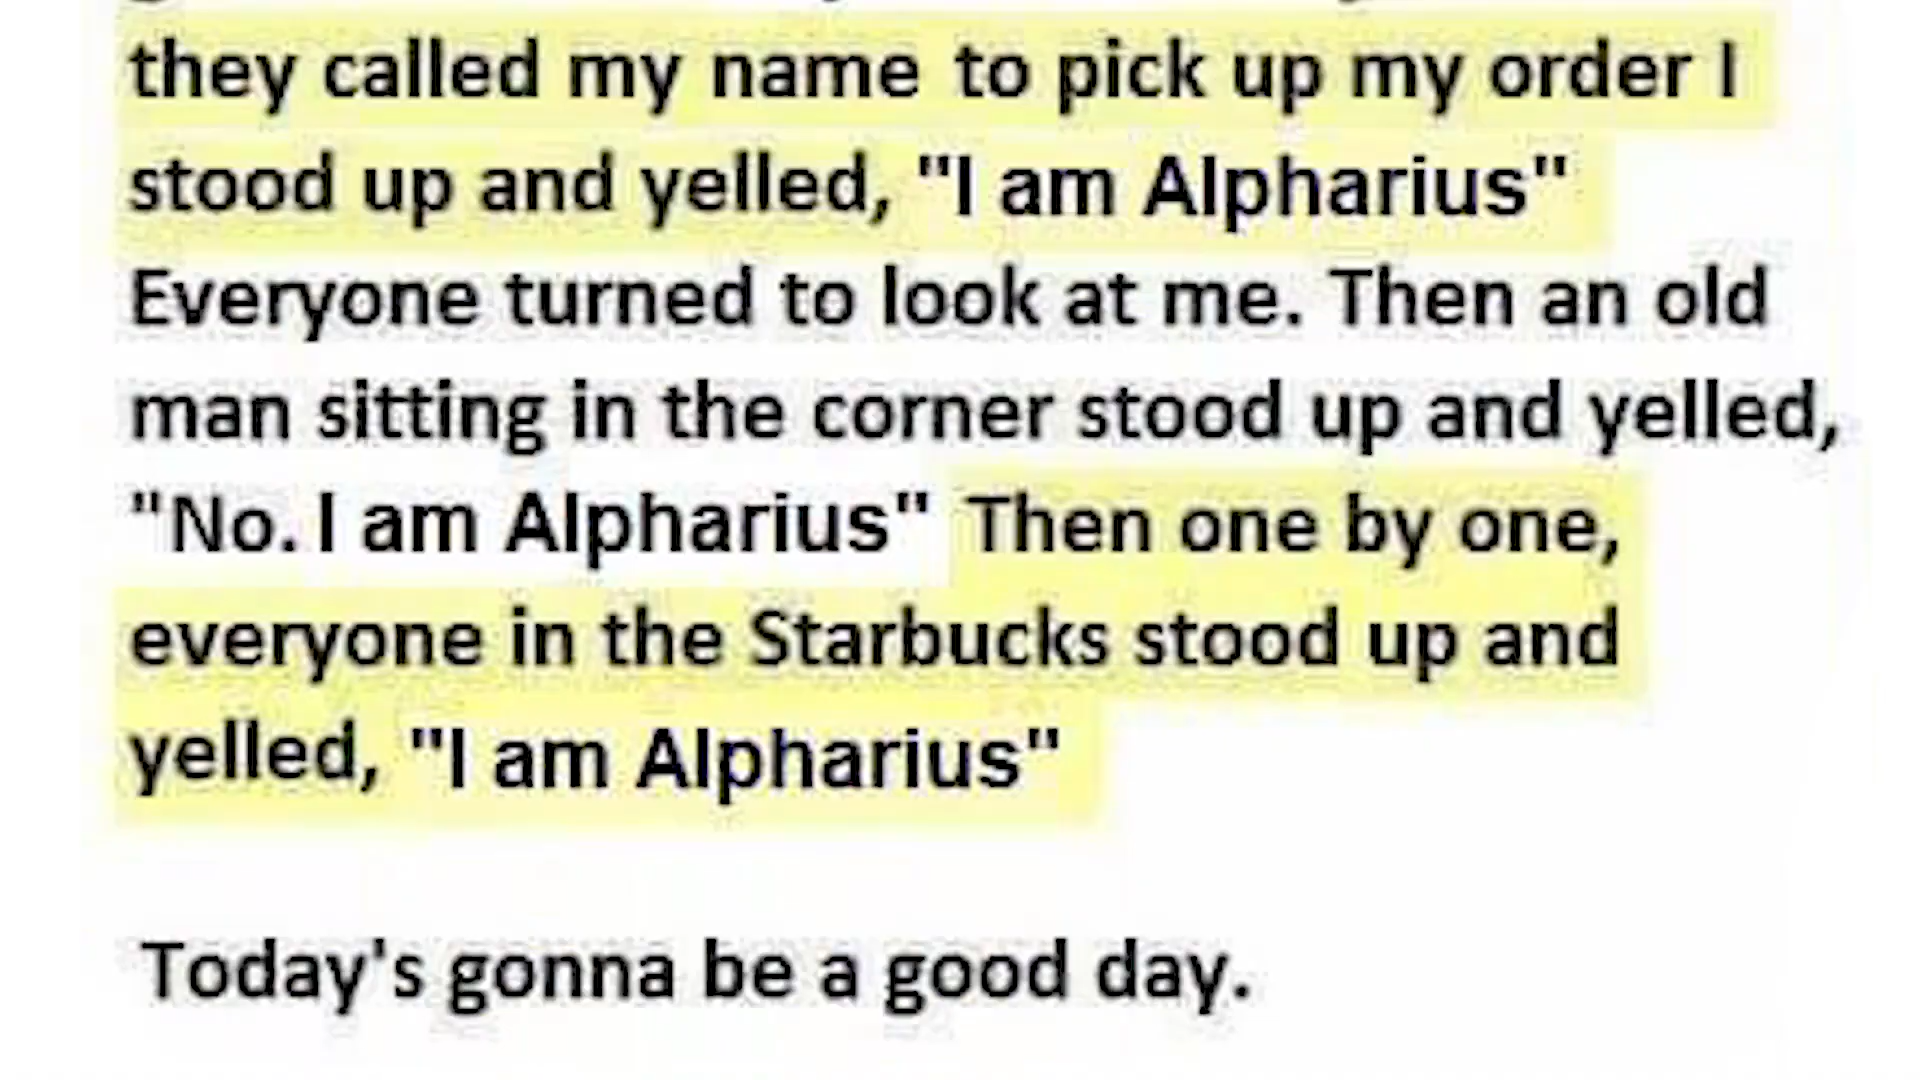 they called my name to pick up my order I
stood up and yelled, "I am Alpharius"
Everyone turned to look at me. Then an old
man sitting in the corner stood up and yelled,
"No. I am Alpharius" Then one by one,
everyone in the Starbucks stood up and
yelled, "I am Alpharius"
Today's gonna be a good day.